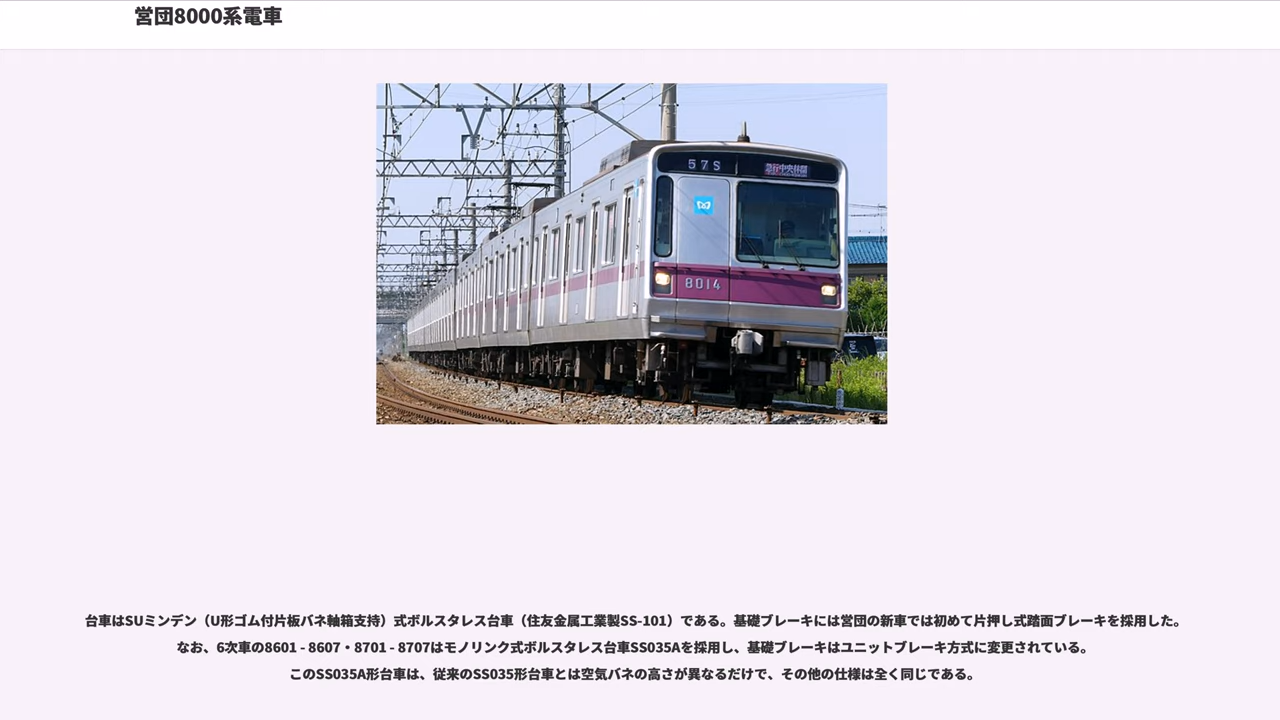 営団8000系電車
57S
急行中央林間
8014
台車はSUミンデン（U形ゴム付片板バネ軸箱支持）式ボルスタレス台車（住友金属工業製SS-101）である。基礎ブレーキには営団の新車では初めて片押し式踏面ブレーキを採用した。
なお、6次車の8601 - 8607・8701 - 8707はモノリンク式ボルスタレス台車SS035Aを採用し、基礎ブレーキはユニットブレーキ方式に変更されている。
このSS035A形台車は、従来のSS035形台車とは空気バネの高さが異なるだけで、その他の仕様は全く同じである。